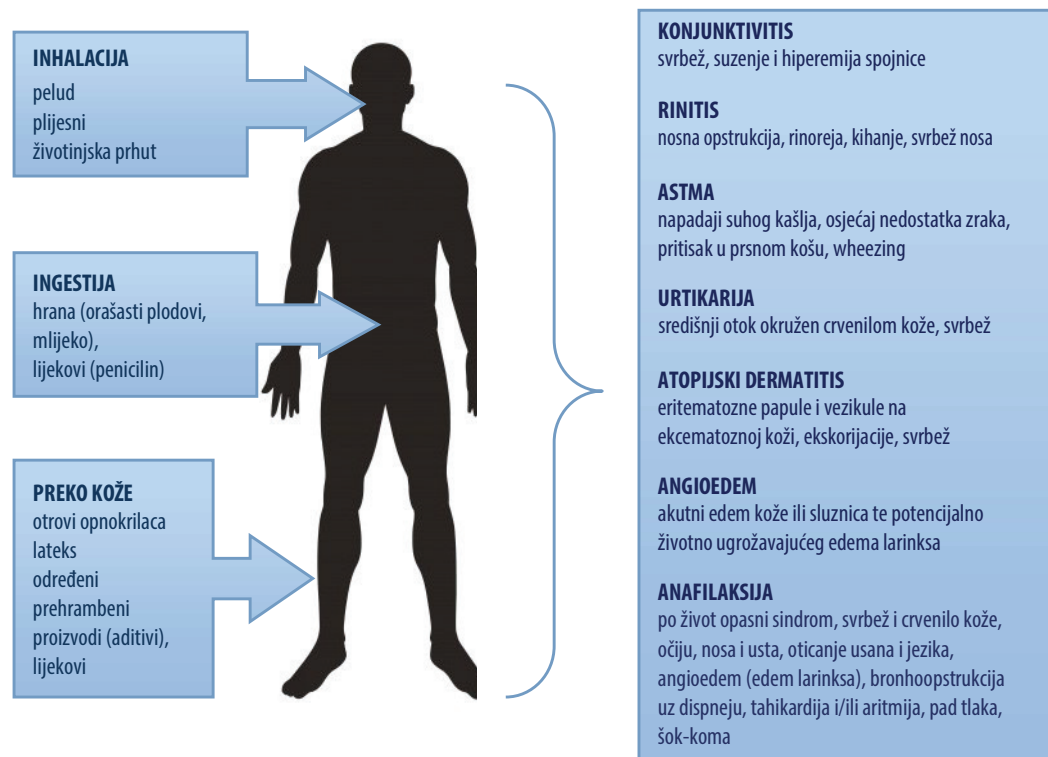 INHALACIJA
pelud
plijesni
životinjska prhut
INGESTIJA
hrana (orašasti plodovi,
mlijeko),
lijekovi (penicilin)
PREKO KOŽE
otrovi opnokrilaca
lateks
određeni
prehrambeni
proizvodi (aditivi),
lijekovi
KONJUNKTIVITIS
svrbež, suzenje i hiperemija spojnice
RINITIS
nosna opstrukcija, rinoreja, kihanje, svrbež nosa
ASTMA
napadaji suhog kašlja, osjećaj nedostatka zraka,
pritisak u prsnom košu, wheezing
URTIKARIJA
središnji otok okružen crvenilom kože, svrbež
ATOPIJSKI DERMATITIS
eritematozne papule i vezikule na
ekcematoznoj koži, ekskorijacije, svrbež
ANGIOEDEM
akutni edem kože ili sluznica te potencijalno
životno ugrožavajućeg edema larinksa
ANAFILAKSIJA
po život opasni sindrom, svrbež i crvenilo kože,
očiju, nosa i usta, oticanje usana i jezika,
angioedem (edem larinksa), bronhoopstrukcija
uz dispneju, tahikardija i/ili aritmija, pad tlaka,
šok-koma